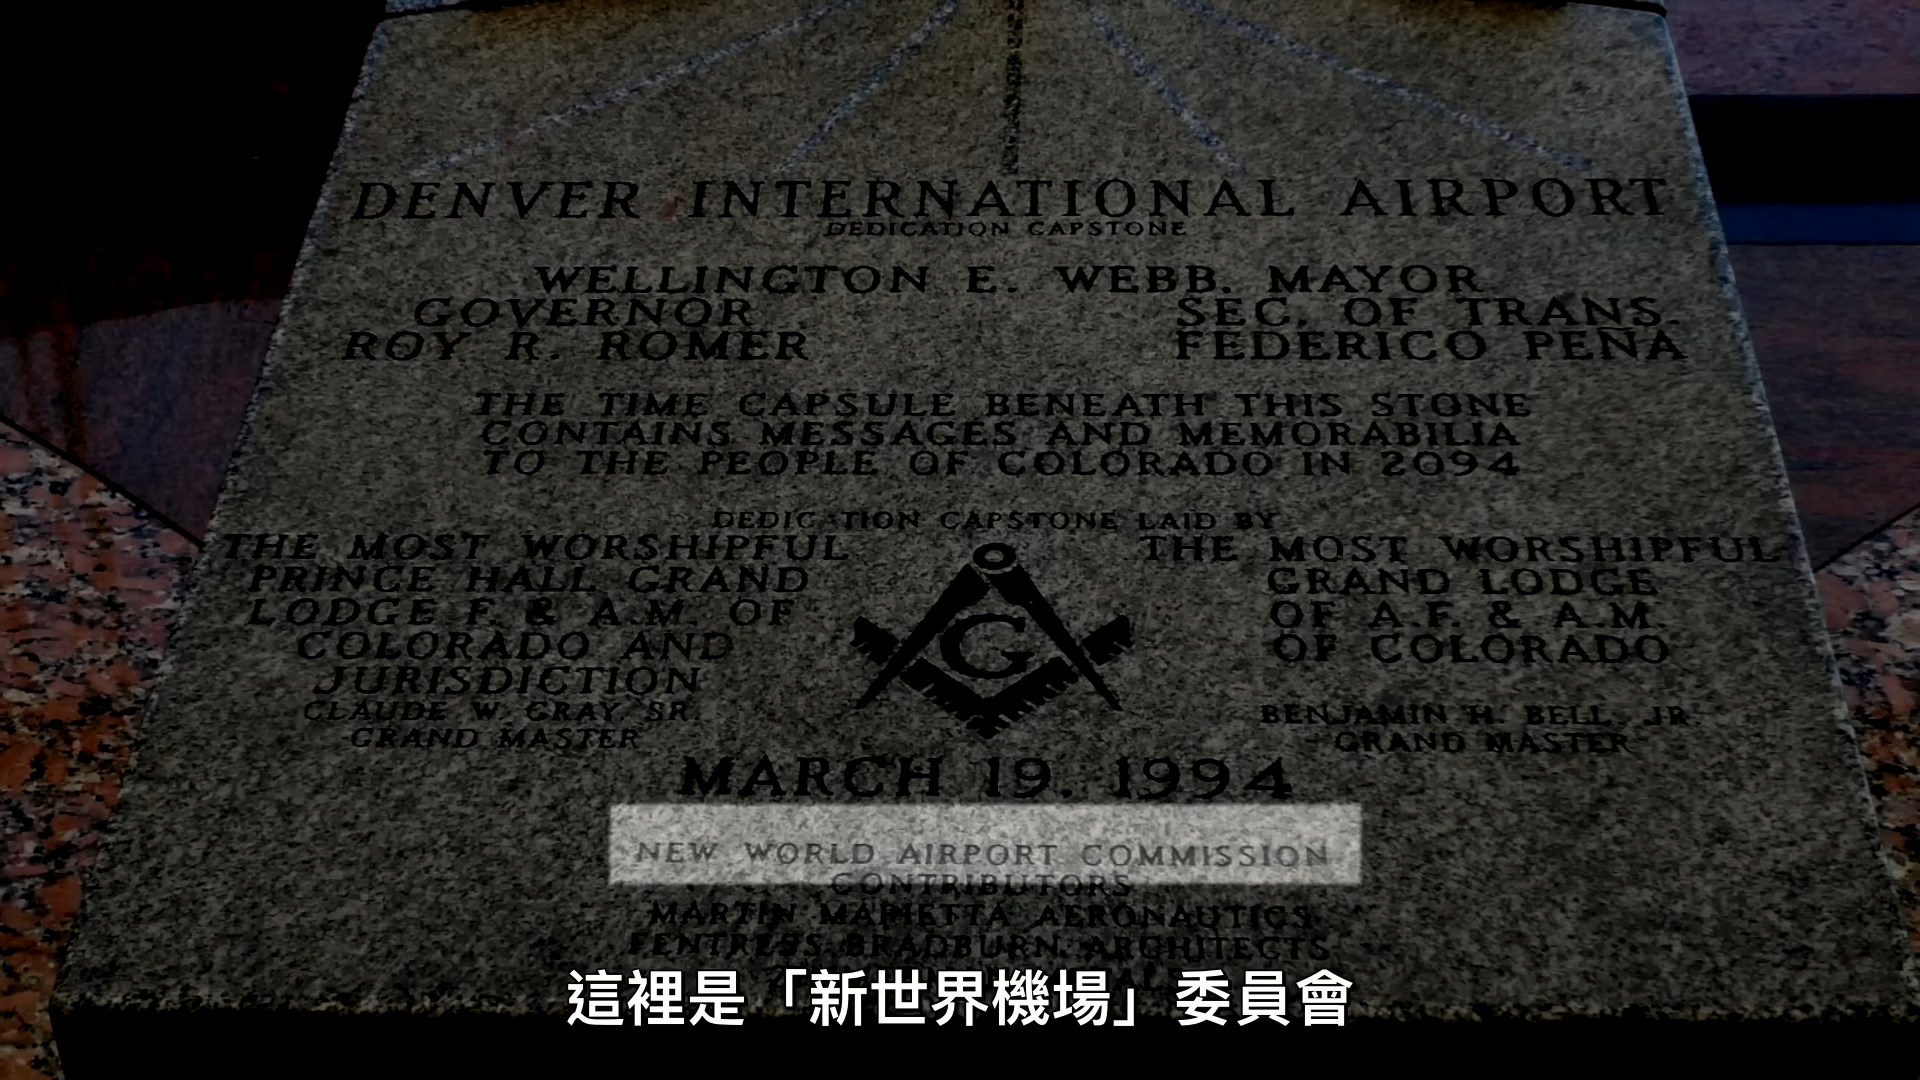 DENVER INTERNATIONAL AIRPORT
DEDICATION CAPSTONE
WELLINGTON E. WEBB, MAYOR
GOVERNOR
ROY R. ROMER
SEC. OF TRANS.
FEDERICO PEÑA
THE TIME CAPSULE BENEATH THIS STONE
CONTAINS MESSAGES AND MEMORABILIA
TO THE PEOPLE OF COLORADO IN 2094
DEDIC TION CAPSTONE LAID BY
THE MOST WORSHIPFUL
PRINCE HALL GRAND
LODGE F. & A.M. OF
COLORADO AND
JURISDICTION
CLAUDE W. GRAY, SR.
GRAND MASTER
G
THE MOST WORSHIPFUL
GRAND LODGE
OF A.F. & A.M.
OF COLORADO
BENJAMIN H. BELL, JR.
GRAND MASTER
MARCH 19, 1994
NEW WORLD AIRPORT COMMISSION
CONTRIBUTORS
MARTIN MARIETTA AERONAUTICS
FENTRESS BRADBURN ARCHITECTS
這裡是「新世界機場」委員會